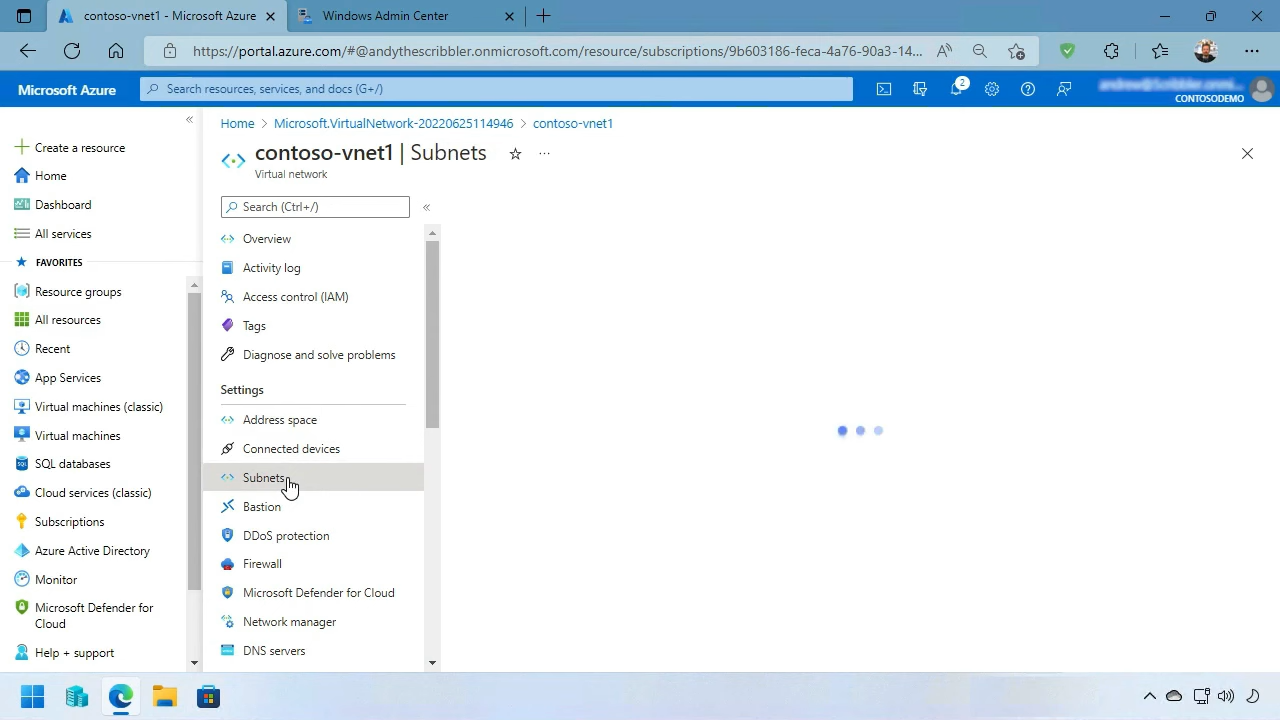 contoso-vnet1 - Microsoft Azure
Windows Admin Center
https://portal.azure.com/#@andythescribbler.onmicrosoft.com/resource/subscriptions/9b603186-feca-4a76-90a3-14...
Microsoft Azure
Search resources, services, and docs (G+/)
2
CONTOSODEMO
Create a resource
Home
Dashboard
All services
FAVORITES
Resource groups
All resources
Recent
App Services
Virtual machines (classic)
Virtual machines
SQL databases
Cloud services (classic)
Subscriptions
Azure Active Directory
Monitor
Microsoft Defender for
Cloud
Help + support
Home > Microsoft.VirtualNetwork-20220625114946 > contoso-vnet1
contoso-vnet1 | Subnets
Virtual network
Search (Ctrl+/)
Overview
Activity log
Access control (IAM)
Tags
Diagnose and solve problems
Settings
Address space
Connected devices
Subnets
Bastion
DDoS protection
Firewall
Microsoft Defender for Cloud
Network manager
DNS servers